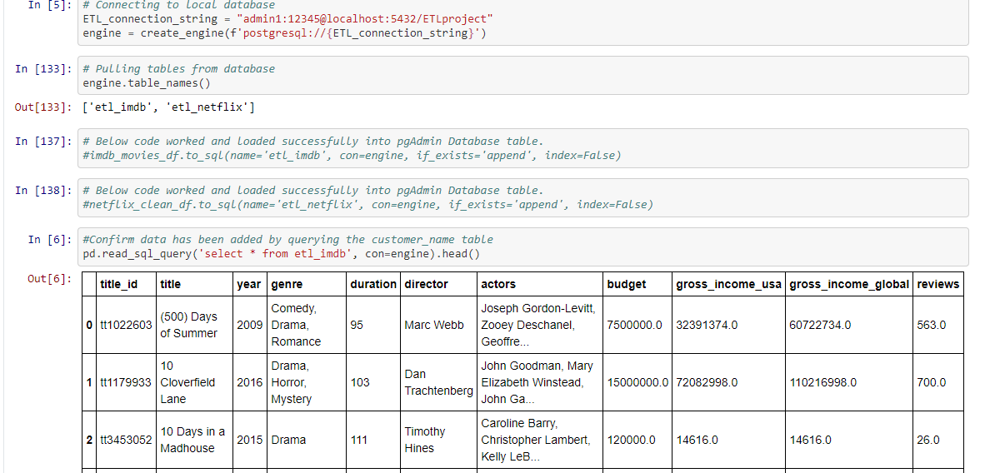 In [5]: # Connecting to local database
ETL_connection_string = "admin1:12345@localhost:5432/ETLproject"
engine = create_engine(f'postgresql://{ETL_connection_string}')
In [133]: # Pulling tables from database
engine.table_names()
Out[133]: ['etl_imdb', 'etl_netflix']
In [137]: # Below code worked and loaded successfully into pgAdmin Database table.
#imdb_movies_df.to_sql(name='etl_imdb', con=engine, if_exists='append', index=False)
In [138]: # Below code worked and loaded successfully into pgAdmin Database table.
#netflix_clean_df.to_sql(name='etl_netflix', con=engine, if_exists='append', index=False)
In [6]: #Confirm data has been added by querying the customer_name table
pd.read_sql_query('select * from etl_imdb', con=engine).head()
Out[6]:
title_id title year genre duration director actors budget gross_income_usa gross_income_global reviews
0 tt1022603 (500) Days of Summer 2009 Comedy, Drama, Romance 95 Marc Webb Joseph Gordon-Levitt, Zooey Deschanel, Geoffre... 7500000.0 32391374.0 60722734.0 563.0
1 tt1179933 10 Cloverfield Lane 2016 Drama, Horror, Mystery 103 Dan Trachtenberg John Goodman, Mary Elizabeth Winstead, John Ga... 15000000.0 72082998.0 110216998.0 700.0
2 tt3453052 10 Days in a Madhouse 2015 Drama 111 Timothy Hines Caroline Barry, Christopher Lambert, Kelly LeB... 120000.0 14616.0 14616.0 26.0